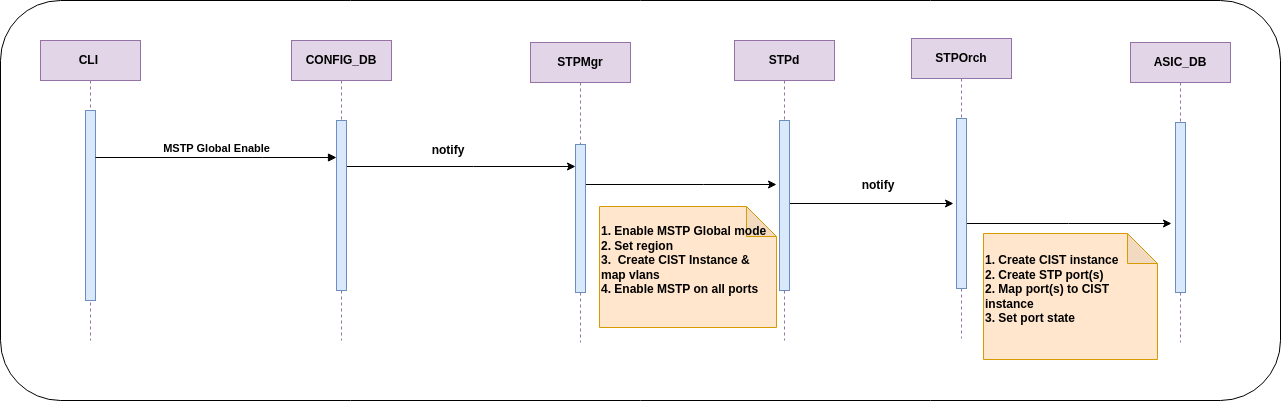 CLI
CONFIG_DB
STPMgr
STPd
STPOrch
ASIC_DB
MSTP Global Enable
notify
notify
1. Enable MSTP Global mode
2. Set region
3.  Create CIST Instance &
map vlans
4. Enable MSTP on all ports
1. Create CIST instance
2. Create STP port(s)
2. Map port(s) to CIST
instance
3. Set port state